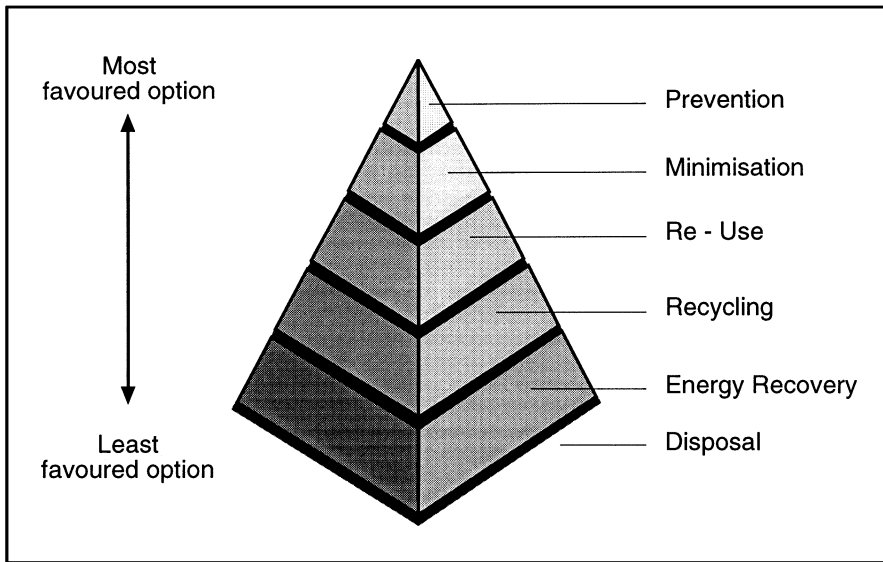 Most
favoured option
Prevention
Minimisation
Re - Use
Recycling
Energy Recovery
Disposal
Least
favoured option